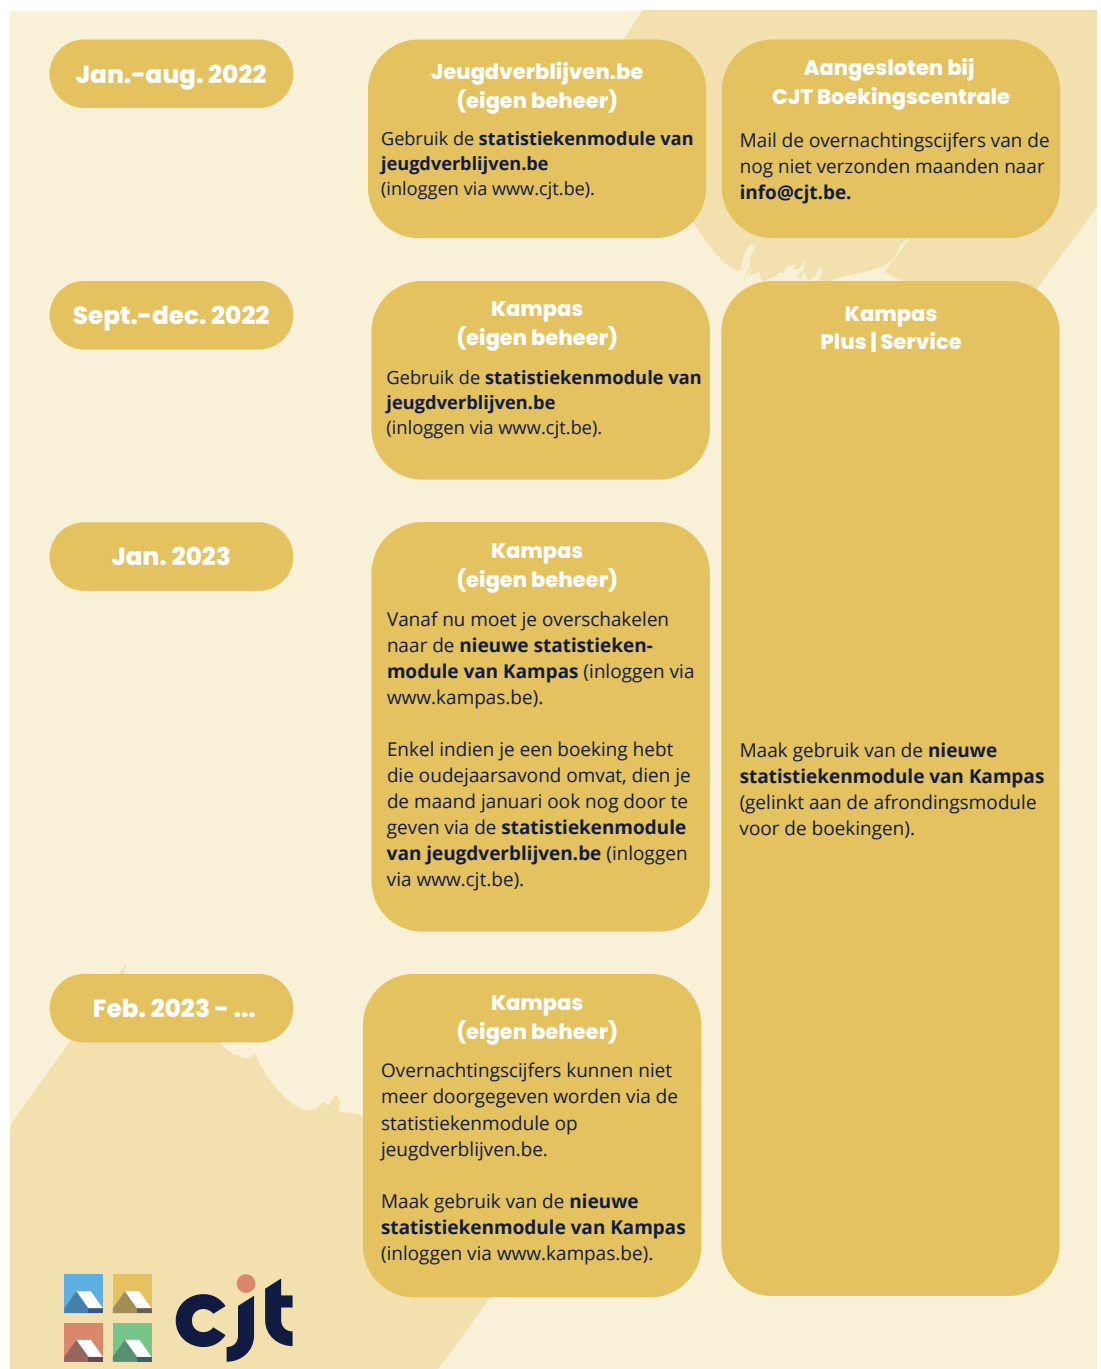 Jan.-aug. 2022
Jeugdverblijven.be
(eigen beheer)
Gebruik de statistiekenmodule van
jeugdverblijven.be
(inloggen via www.cjt.be).
Aangesloten bij
CJT Boekingscentrale
Mail de overnachtingscijfers van de
nog niet verzonden maanden naar
info@cjt.be.
Sept.-dec. 2022
Kampas
(eigen beheer)
Gebruik de statistiekenmodule van
jeugdverblijven.be
(inloggen via www.cjt.be).
Kampas
Plus | Service
Maak gebruik van de nieuwe
statistiekenmodule van Kampas
(gelinkt aan de afrondingsmodule
voor de boekingen).
Jan. 2023
Kampas
(eigen beheer)
Vanaf nu moet je overschakelen
naar de nieuwe statistieken-
module van Kampas (inloggen via
www.kampas.be).
Enkel indien je een boeking hebt
die oudejaarsavond omvat, dien je
de maand januari ook nog door te
geven via de statistiekenmodule
van jeugdverblijven.be (inloggen
via www.cjt.be).
Feb. 2023 - ...
Kampas
(eigen beheer)
Overnachtingscijfers kunnen niet
meer doorgegeven worden via de
statistiekenmodule op
jeugdverblijven.be.
Maak gebruik van de nieuwe
statistiekenmodule van Kampas
(inloggen via www.kampas.be).
cjt